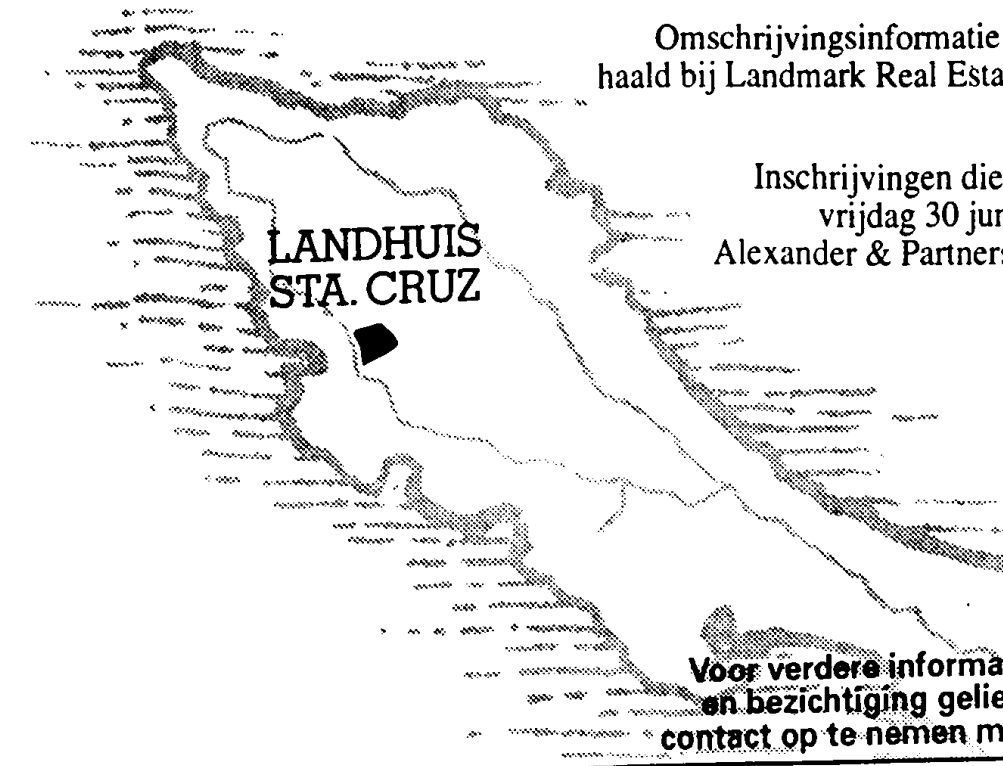 Omschrijvingsinformatie
haald bij Landmark Real Esta
Inschrijvingen die
vrijdag 30 jun
Alexander & Partners
LANDHUIS
STA. CRUZ
Voor verdere informa
en bezichtiging gelie
contact op te nemen m